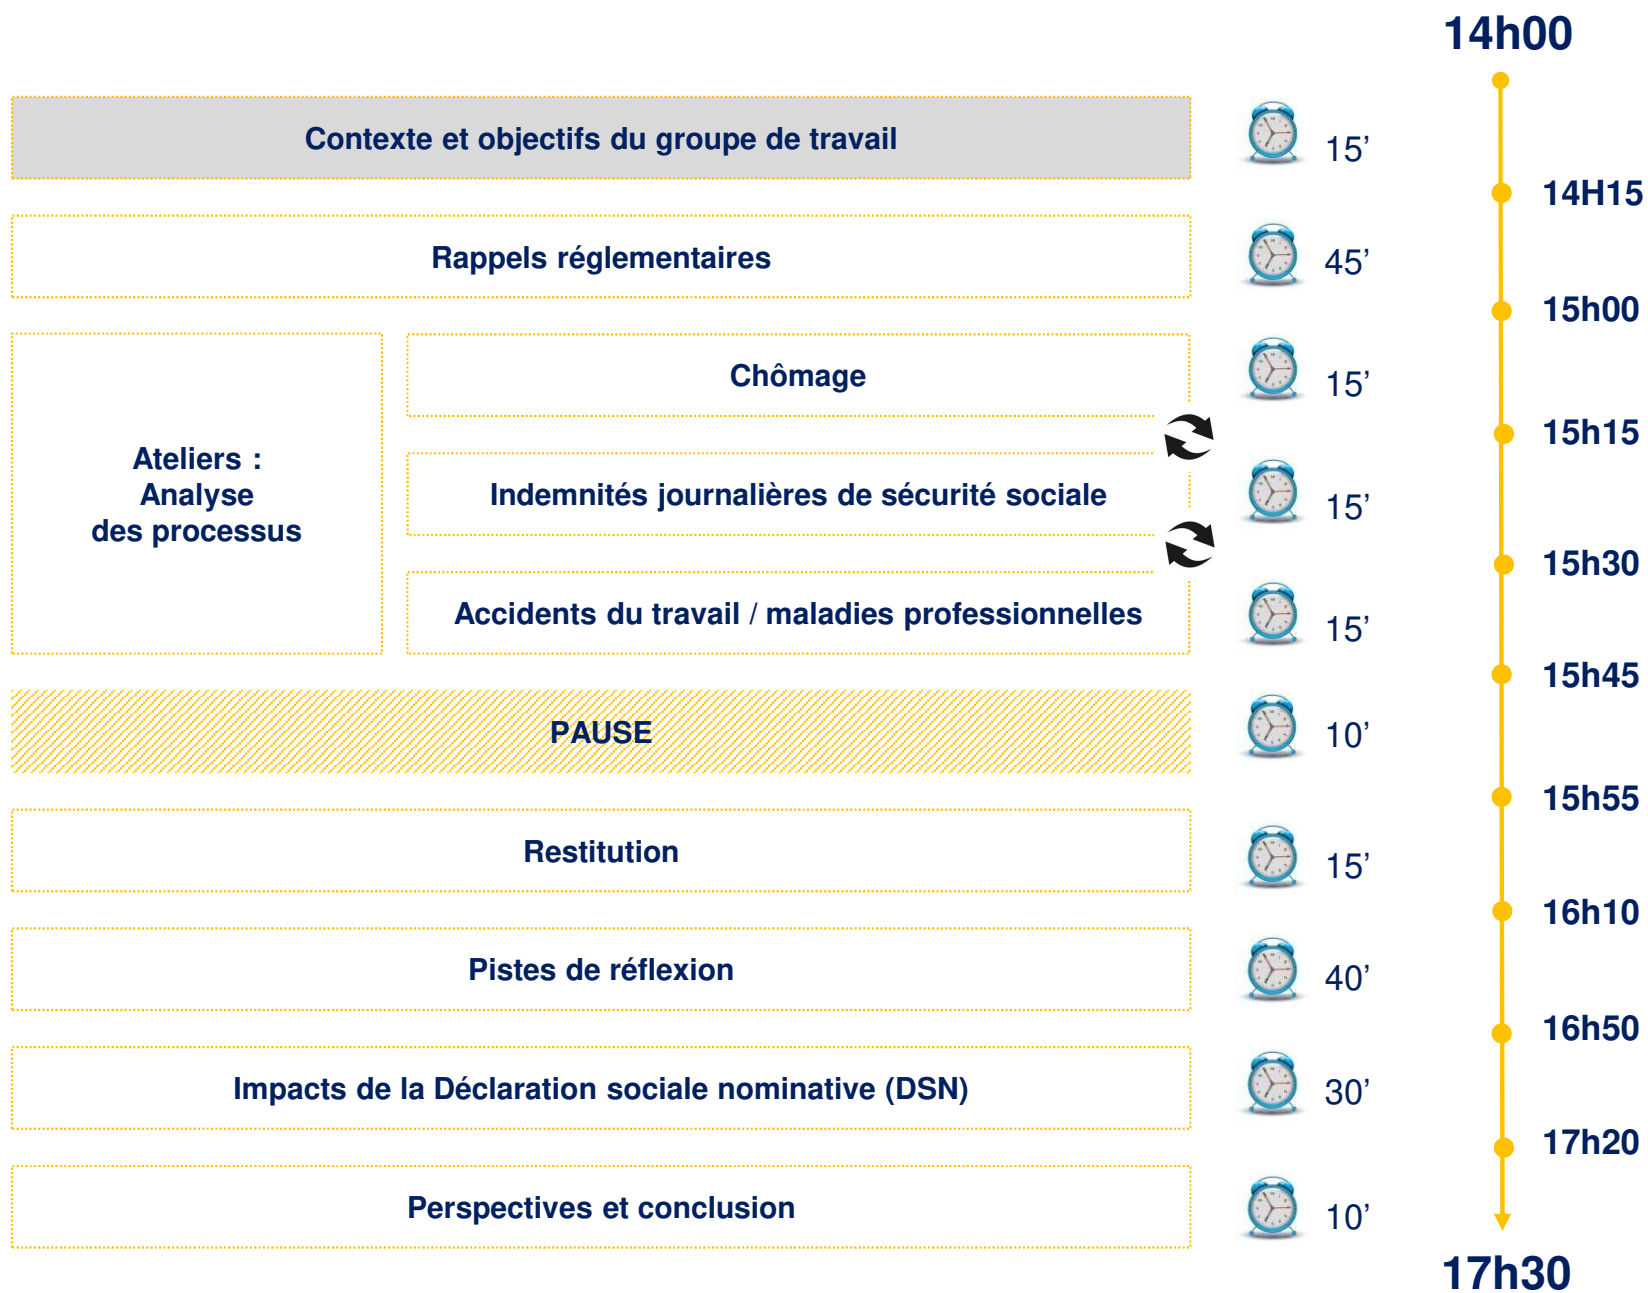 14h00
Contexte et objectifs du groupe de travail
15’
14H15
Rappels réglementaires
45’
15h00
Ateliers :
Analyse
des processus
Chômage
15’
15h15
Indemnités journalières de sécurité sociale
15’
15h30
Accidents du travail / maladies professionnelles
15’
15h45
PAUSE
10’
15h55
Restitution
15’
16h10
Pistes de réflexion
40’
16h50
Impacts de la Déclaration sociale nominative (DSN)
30’
17h20
Perspectives et conclusion
10’
17h30